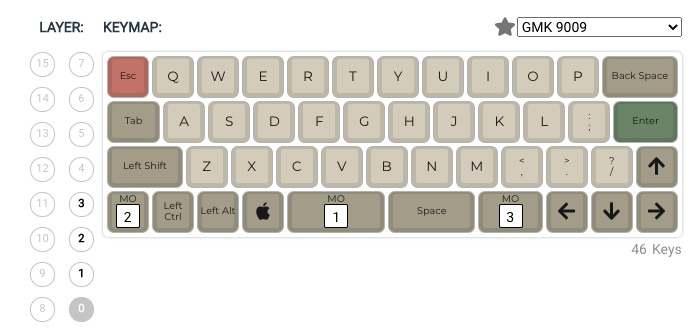 LAYER: KEYMAP: GMK 9009
15 7 Esc Q W E R T Y U I O P Back Space
14 6 Tab A S D F G H J K L : ; Enter
13 5
12 4 Left Shift Z X C V B N M < , > . ? /
11 3 MO 2 Left Ctrl Left Alt MO 1 Space MO 3
10 2
46 Keys
9 1
8 0